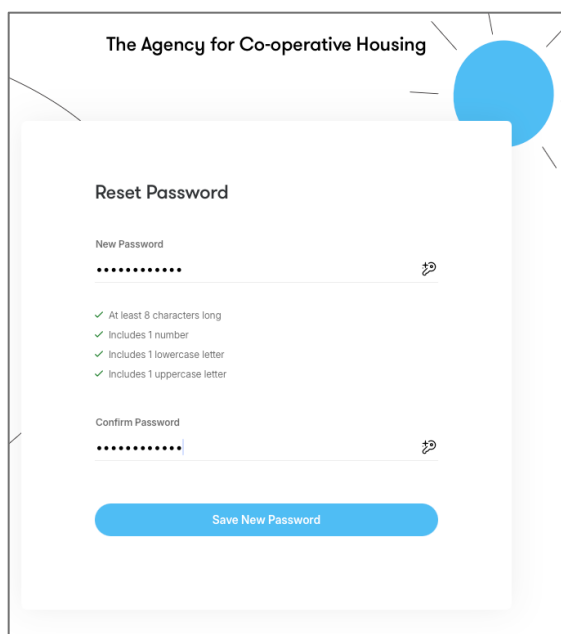 The Agency for Co-operative Housing
Reset Password
New Password
••••••••••••
At least 8 characters long
Includes 1 number
Includes 1 lowercase letter
Includes 1 uppercase letter
Confirm Password
••••••••••••
Save New Password